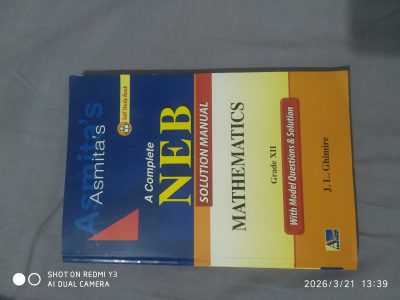 Asmita's
Asmita's
Self Study Book
A Complete
NEB
SOLUTION MANUAL
MATHEMATICS
Grade XII
With Model Questions & Solution
J. L. Ghimire
SHOT ON REDMI Y3
AI DUAL CAMERA
2026/3/21 13:39